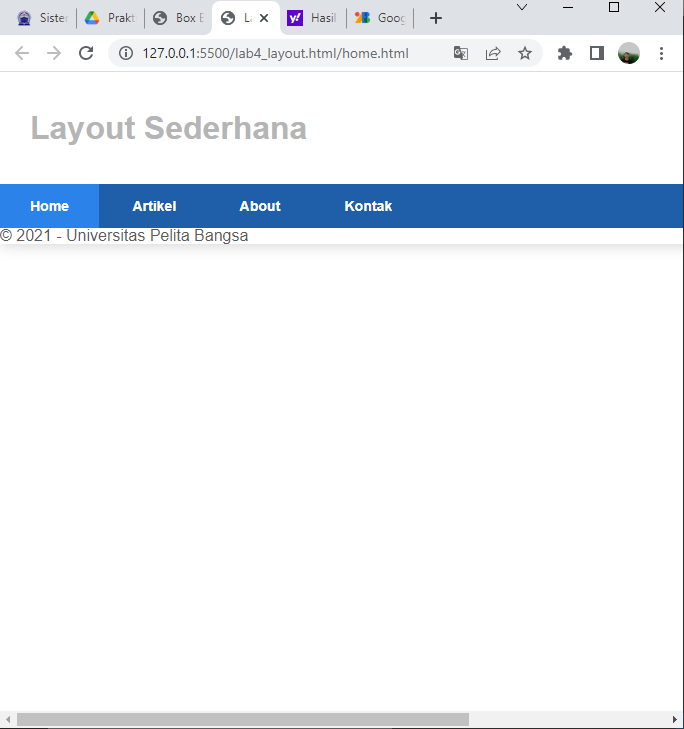 Sister
Prakt
Box E
La
Hasil
Goog
127.0.0.1:5500/lab4_layout.html/home.html
Layout Sederhana
Home Artikel About Kontak
© 2021 - Universitas Pelita Bangsa